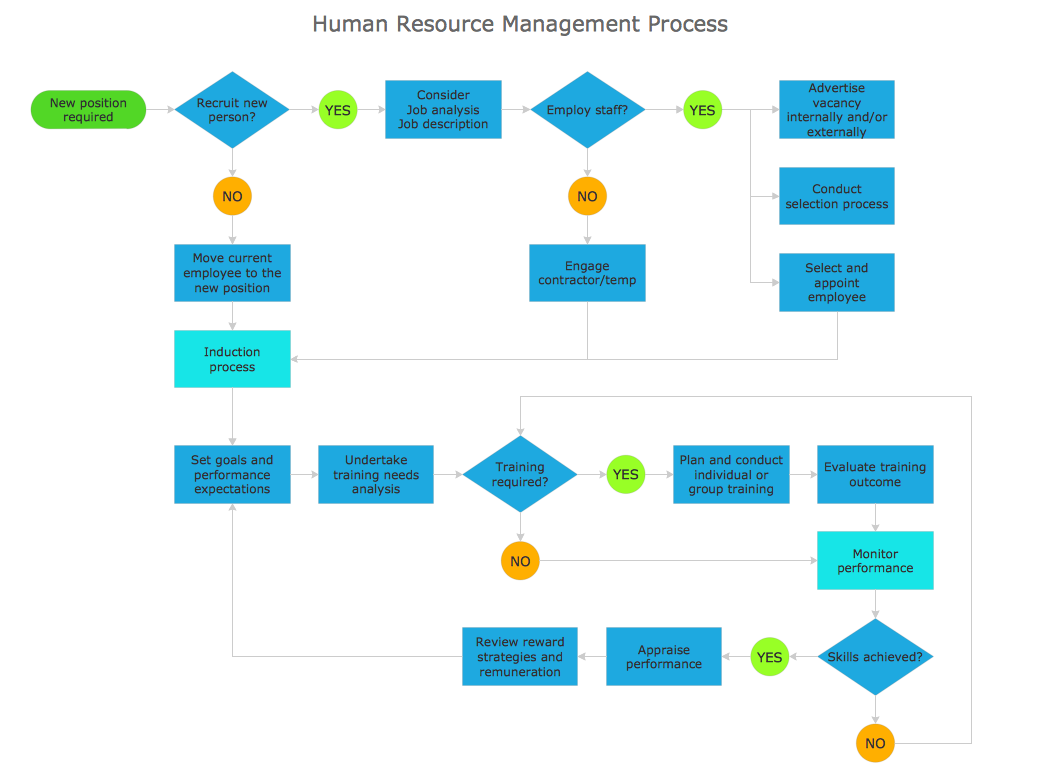 Human Resource Management Process
New position
required
Recruit new
person?
YES
Consider
Job analysis
Job description
Employ staff?
YES
Advertise
vacancy
internally and/or
externally
NO
NO
Conduct
selection process
Move current
employee to the
new position
Engage
contractor/temp
Select and
appoint
employee
Induction
process
Set goals and
performance
expectations
Undertake
training needs
analysis
Training
required?
YES
Plan and conduct
individual or
group training
Evaluate training
outcome
NO
Monitor
performance
Review reward
strategies and
remuneration
Appraise
performance
YES
Skills achieved?
NO